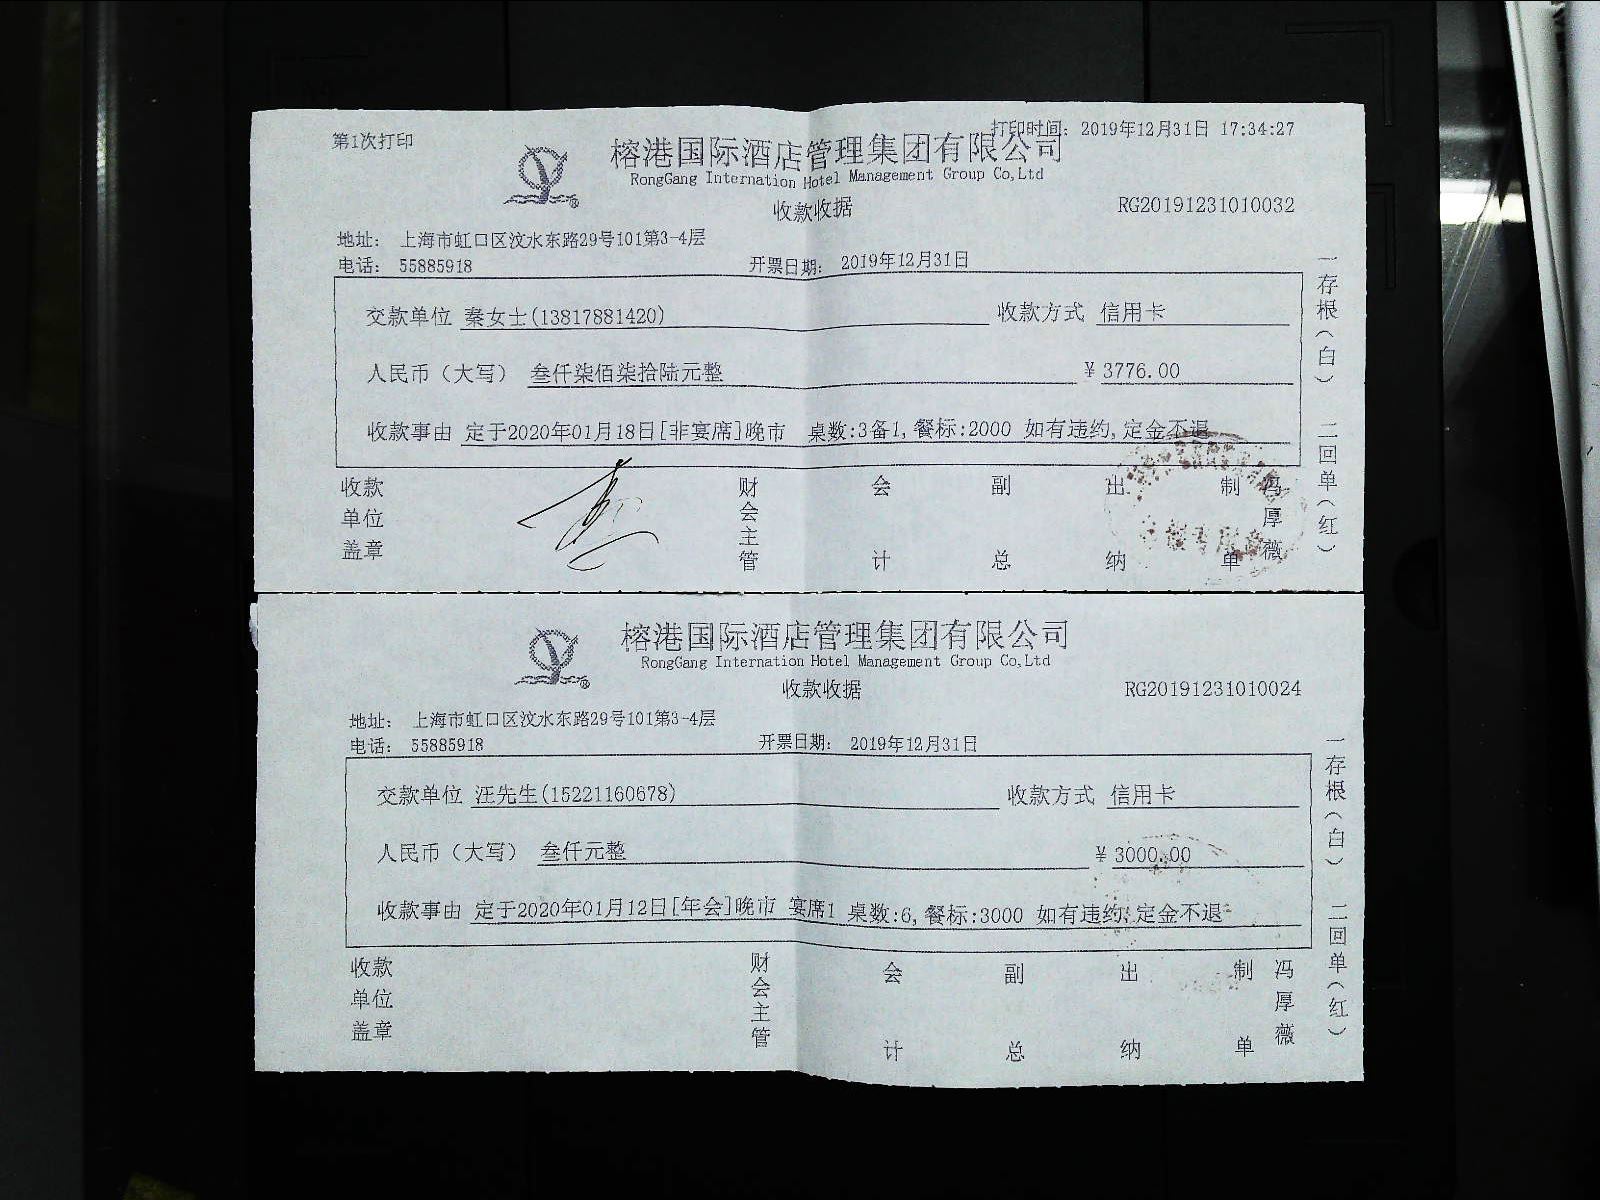 第1次打印
打印时间：2019年12月31日 17:34:27
榕港国际酒店管理集团有限公司
RongGang Internation Hotel Management Group Co,Ltd
收款收据
RG20191231010032
地址： 上海市虹口区汶水东路29号101第3-4层
电话： 55885918
开票日期： 2019年12月31日
交款单位 秦女士(13817881420) 收款方式 信用卡
人民币（大写） 叁仟柒佰柒拾陆元整 ￥3776.00
收款事由 定于2020年01月18日[非宴席]晚市 桌数:3备1,餐标:2000 如有违约,定金不退
收款单位盖章 财会主管 会计 副总 出纳 制单 冯厚薇
一存根（白） 二回单（红）
榕港国际酒店管理集团有限公司
RongGang Internation Hotel Management Group Co,Ltd
收款收据
RG20191231010024
地址： 上海市虹口区汶水东路29号101第3-4层
电话： 55885918
开票日期： 2019年12月31日
交款单位 汪先生(15221160678) 收款方式 信用卡
人民币（大写） 叁仟元整 ￥3000.00
收款事由 定于2020年01月12日[年会]晚市 宴席1 桌数:6,餐标:3000 如有违约,定金不退
收款单位盖章 财会主管 会计 副总 出纳 制单 冯厚薇
一存根（白） 二回单（红）